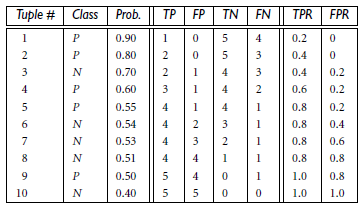 Tuple # Class Prob. TP FP TN FN TPR FPR
1 P 0.90 1 0 5 4 0.2 0
2 P 0.80 2 0 5 3 0.4 0
3 N 0.70 2 1 4 3 0.4 0.2
4 P 0.60 3 1 4 2 0.6 0.2
5 P 0.55 4 1 4 1 0.8 0.2
6 N 0.54 4 2 3 1 0.8 0.4
7 N 0.53 4 3 2 1 0.8 0.6
8 N 0.51 4 4 1 1 0.8 0.8
9 P 0.50 5 4 0 1 1.0 0.8
10 N 0.40 5 5 0 0 1.0 1.0